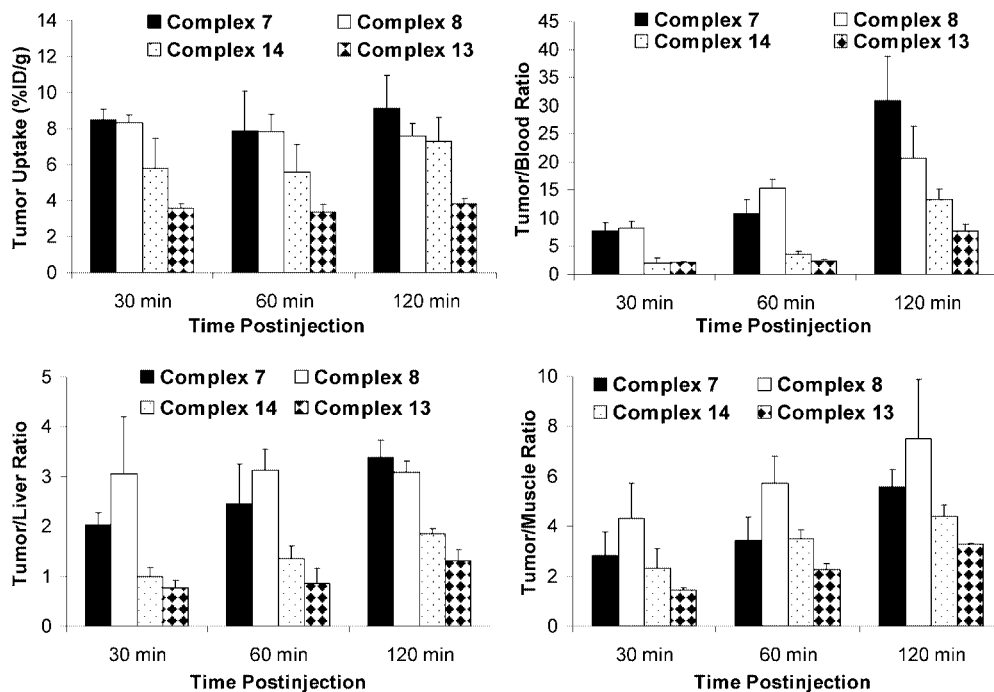 14
12
10
8
6
4
2
0
Tumor Uptake (%ID/g)
Complex 7
Complex 8
Complex 14
Complex 13
30 min
60 min
120 min
Time Postinjection
45
40
35
30
25
20
15
10
5
0
Tumor/Blood Ratio
Complex 7
Complex 8
Complex 14
Complex 13
30 min
60 min
120 min
Time Postinjection
5
4
3
2
1
0
Tumor/Liver Ratio
Complex 7
Complex 8
Complex 14
Complex 13
30 min
60 min
120 min
Time Postinjection
10
8
6
4
2
0
Tumor/Muscle Ratio
Complex 7
Complex 8
Complex 14
Complex 13
30 min
60 min
120 min
Time Postinjection